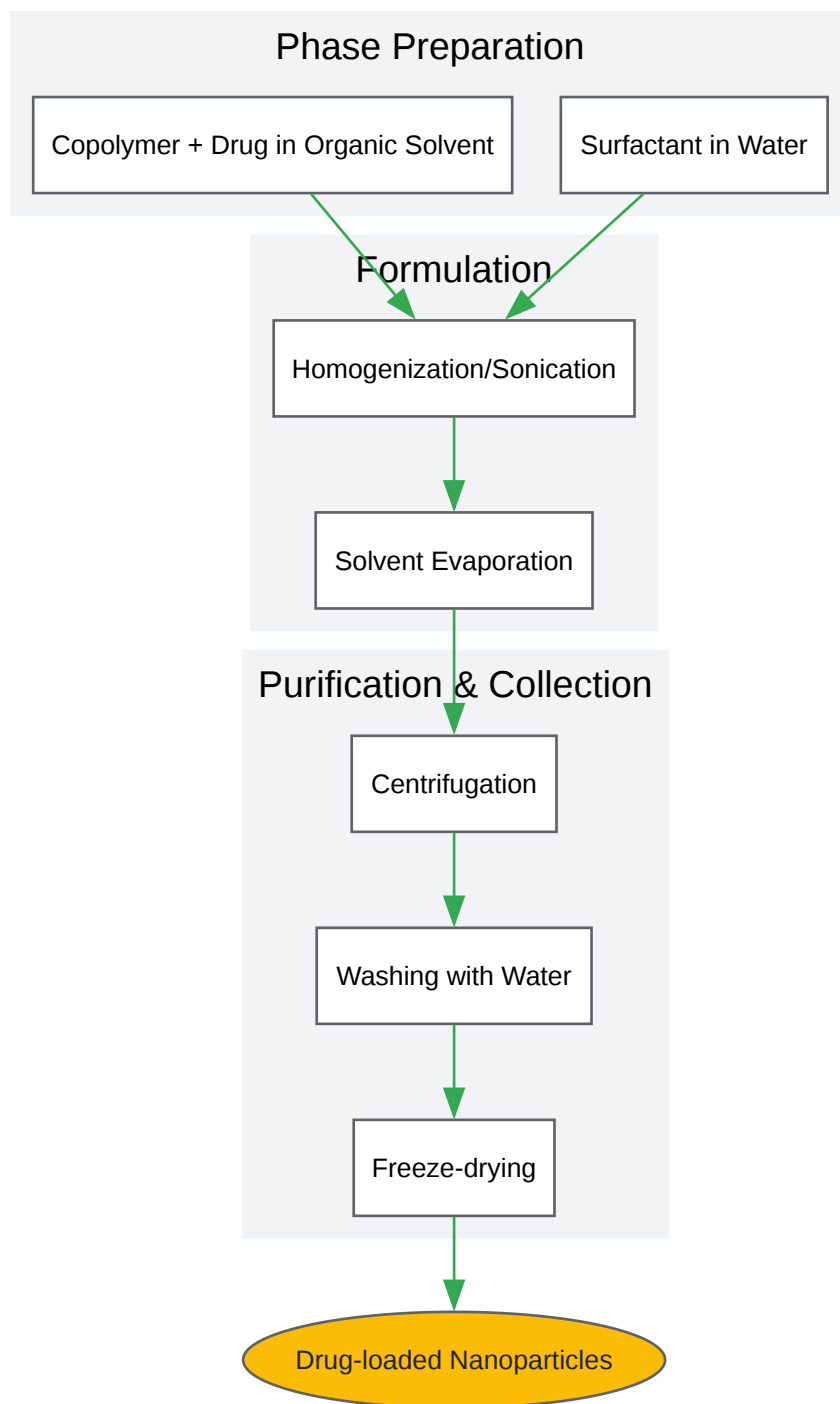 Phase Preparation
Copolymer + Drug in Organic Solvent
Surfactant in Water
Formulation
Homogenization/Sonication
Solvent Evaporation
Purification & Collection
Centrifugation
Washing with Water
Freeze-drying
Drug-loaded Nanoparticles